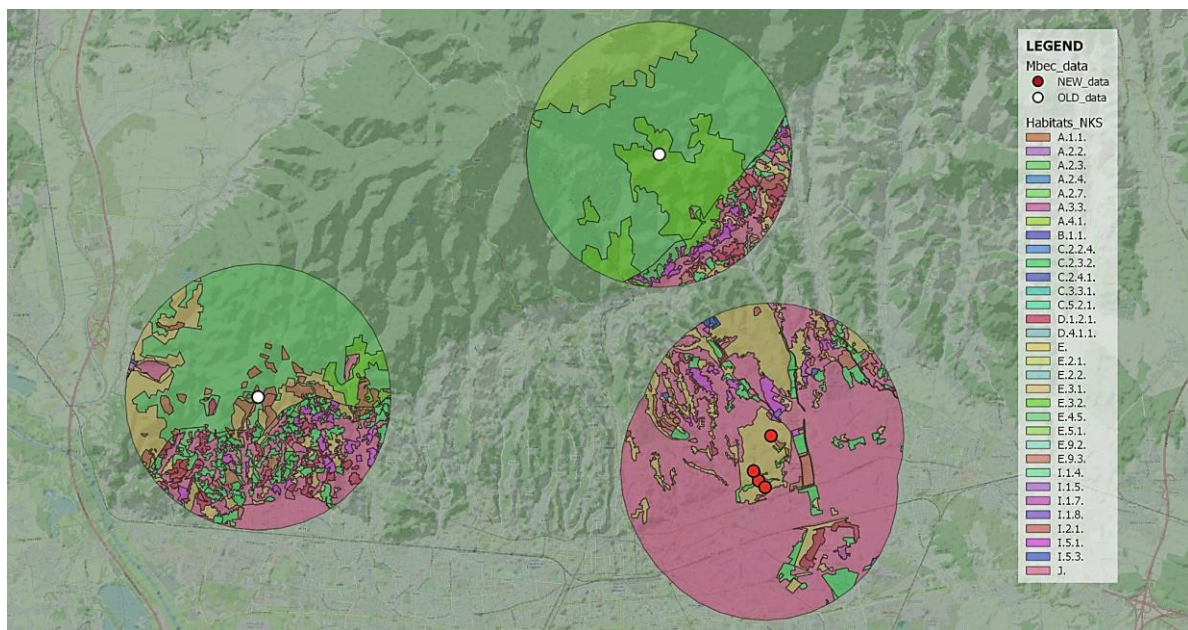 LEGEND
Mbec_data
NEW_data
OLD_data
Habitats_NKS
A.1.1.
A.2.2.
A.2.3.
A.2.4.
A.2.7.
A.3.3.
A.4.1.
B.1.1.
C.2.2.4.
C.2.3.2.
C.2.4.1.
C.3.3.1.
C.5.2.1.
D.1.2.1.
D.4.1.1.
E.
E.2.1.
E.2.2.
E.3.1.
E.3.2.
E.4.5.
E.5.1.
E.9.2.
E.9.3.
I.1.4.
I.1.5.
I.1.7.
I.1.8.
I.2.1.
I.5.1.
I.5.3.
J.